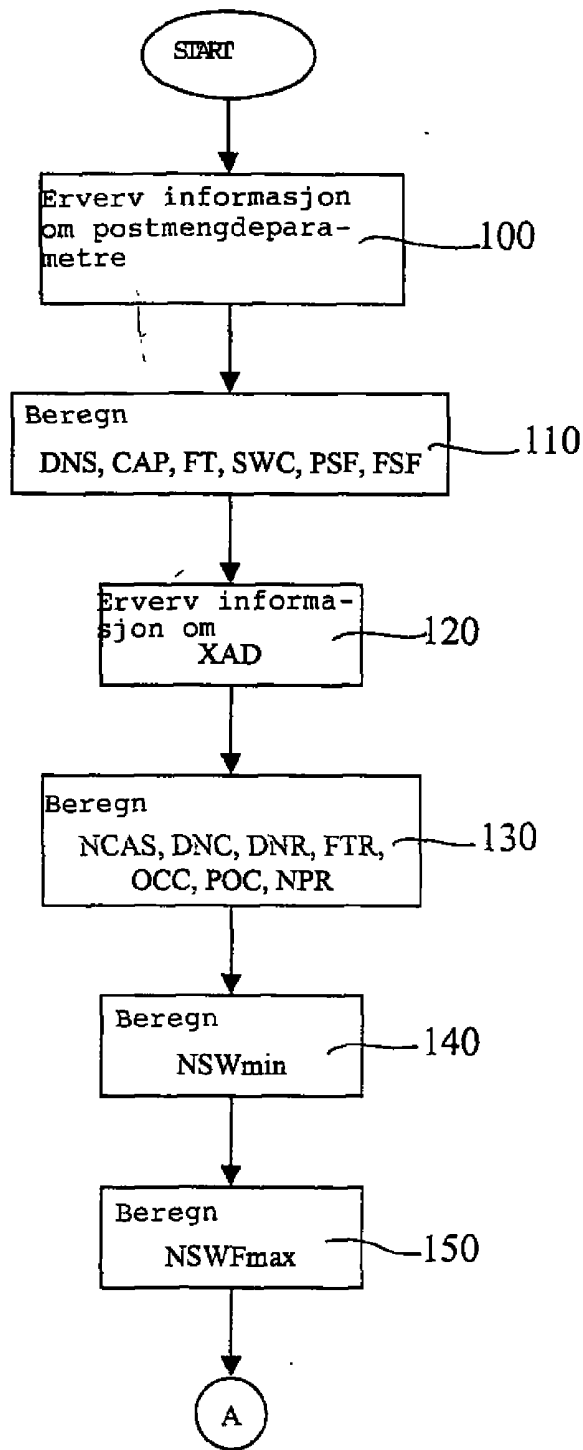 START
Erverv informasjon
om postmengdepara-
metre
100
Beregn
DNS, CAP, FT, SWC, PSF, FSF
110
Erverv informa-
sjon om
XAD
120
Beregn
NCAS, DNC, DNR, FTR,
OCC, POC, NPR
130
Beregn
NSWmin
140
Beregn
NSWFmax
150
A